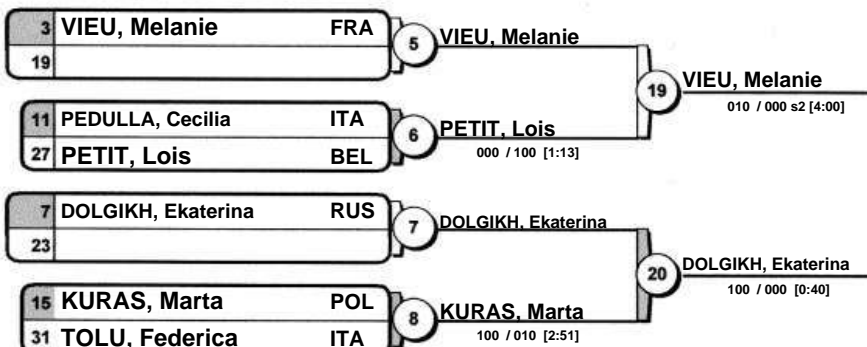 3 VIEU, Melanie FRA
19
5 VIEU, Melanie
19 VIEU, Melanie
010 / 000 s2 [4:00]
11 PEDULLA, Cecilia ITA
27 PETIT, Lois BEL
6 PETIT, Lois
000 / 100 [1:13]
7 DOLGIKH, Ekaterina RUS
23
7 DOLGIKH, Ekaterina
20 DOLGIKH, Ekaterina
100 / 000 [0:40]
15 KURAS, Marta POL
31 TOLU, Federica ITA
8 KURAS, Marta
100 / 010 [2:51]